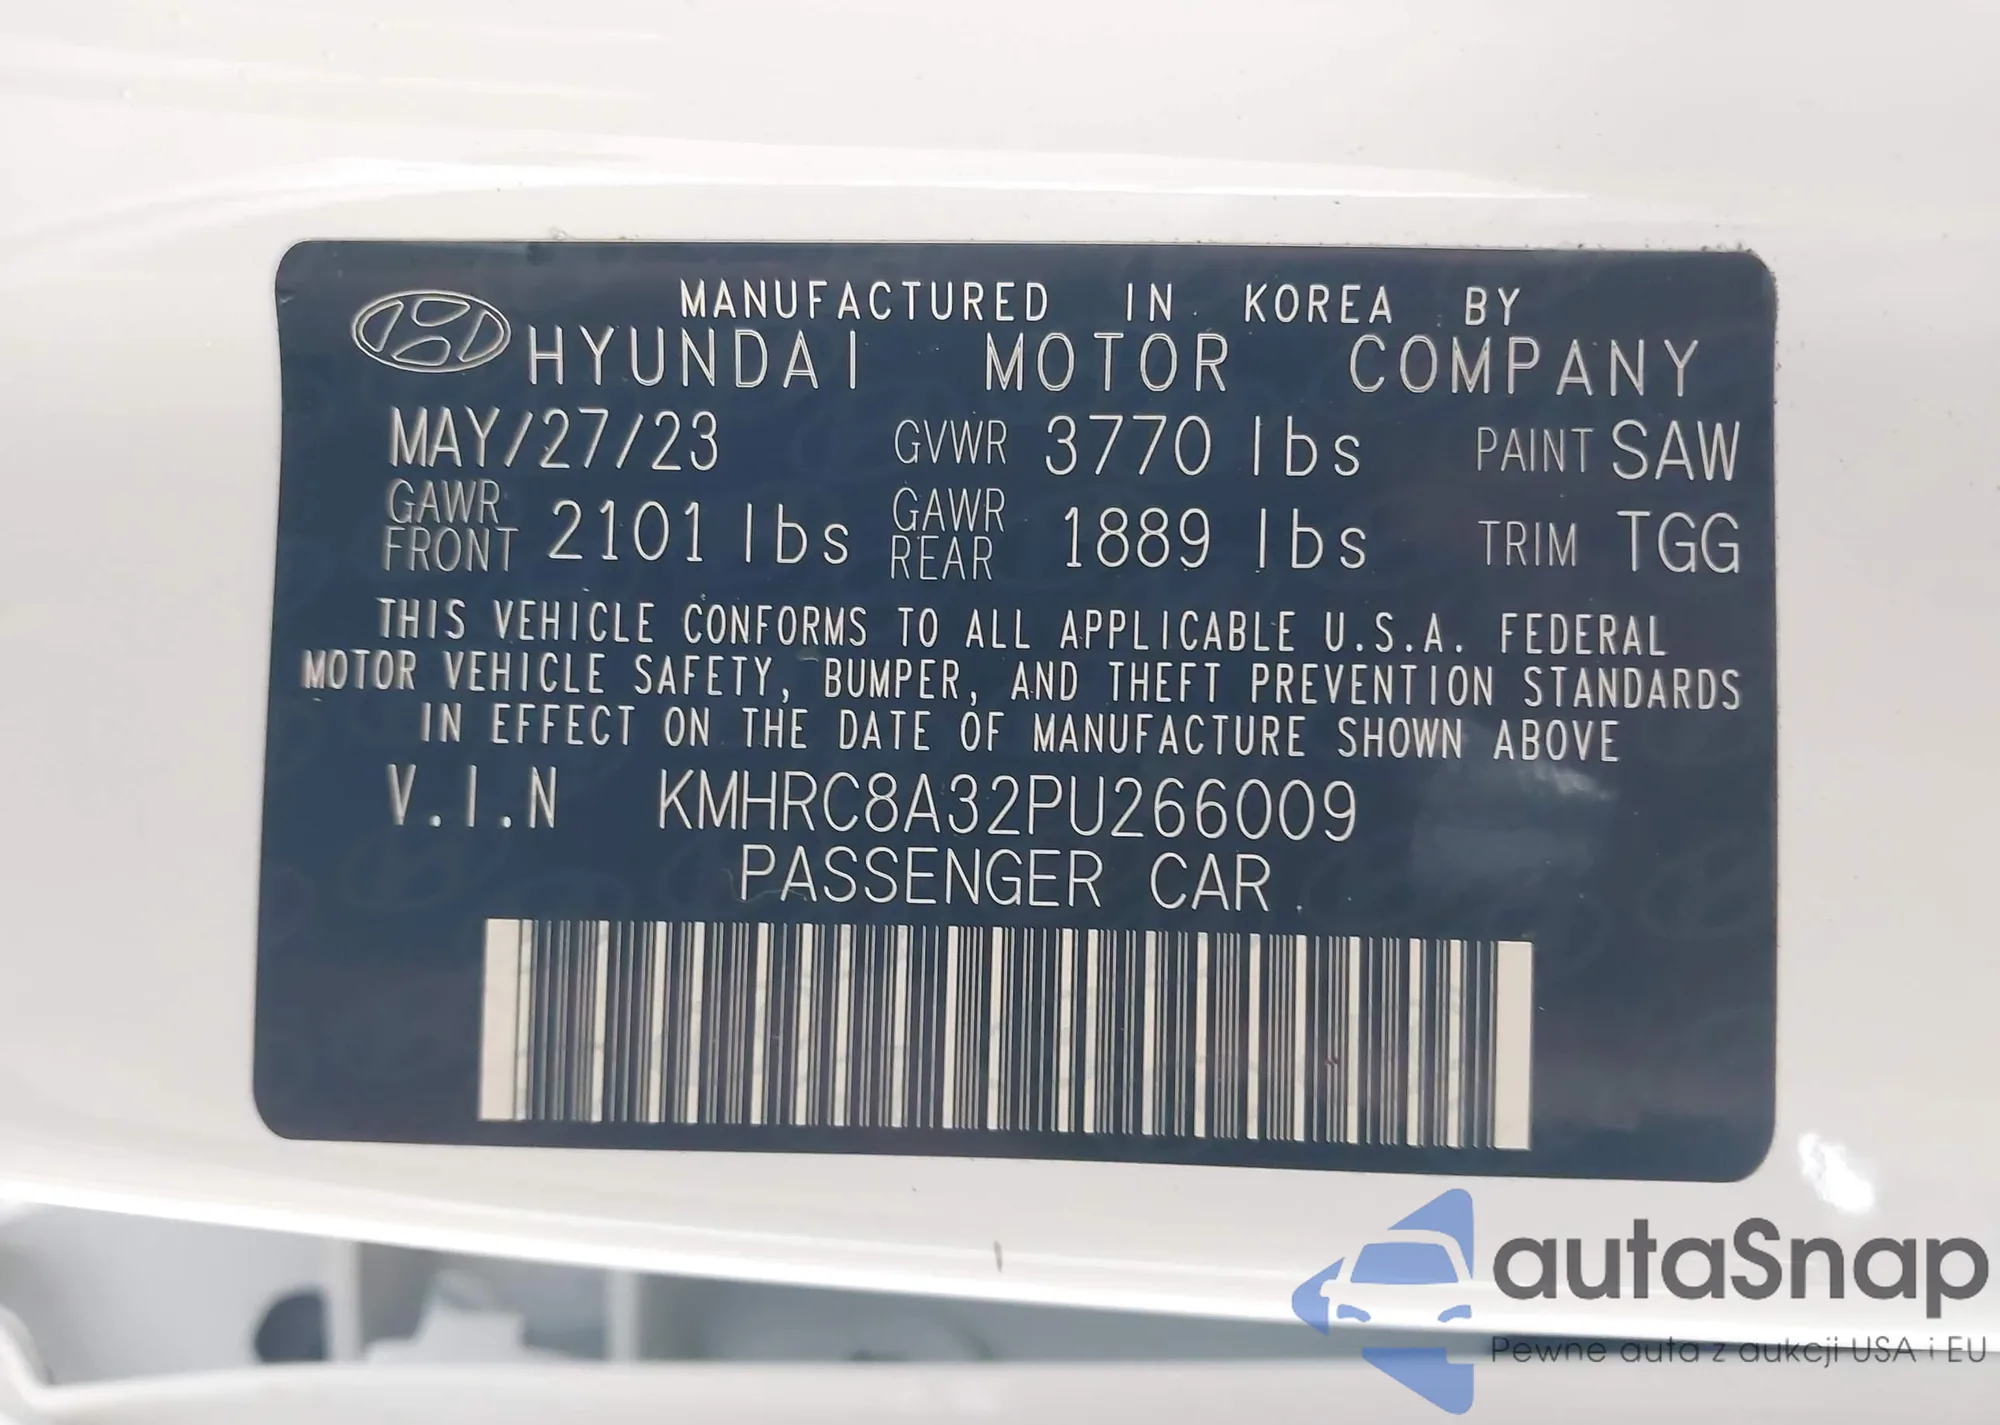 MANUFACTURED IN KOREA BY
HYUNDAI MOTOR COMPANY
MAY/27/23 GVWR 3770 lbs PAINT SAW
GAWR FRONT 2101 lbs GAWR REAR 1889 lbs TRIM TGG
THIS VEHICLE CONFORMS TO ALL APPLICABLE U.S.A. FEDERAL
MOTOR VEHICLE SAFETY, BUMPER, AND THEFT PREVENTION STANDARDS
IN EFFECT ON THE DATE OF MANUFACTURE SHOWN ABOVE
V.I.N KMHRC8A32PU266009
PASSENGER CAR
autaSnap
Pewne auta z aukcji USA i EU